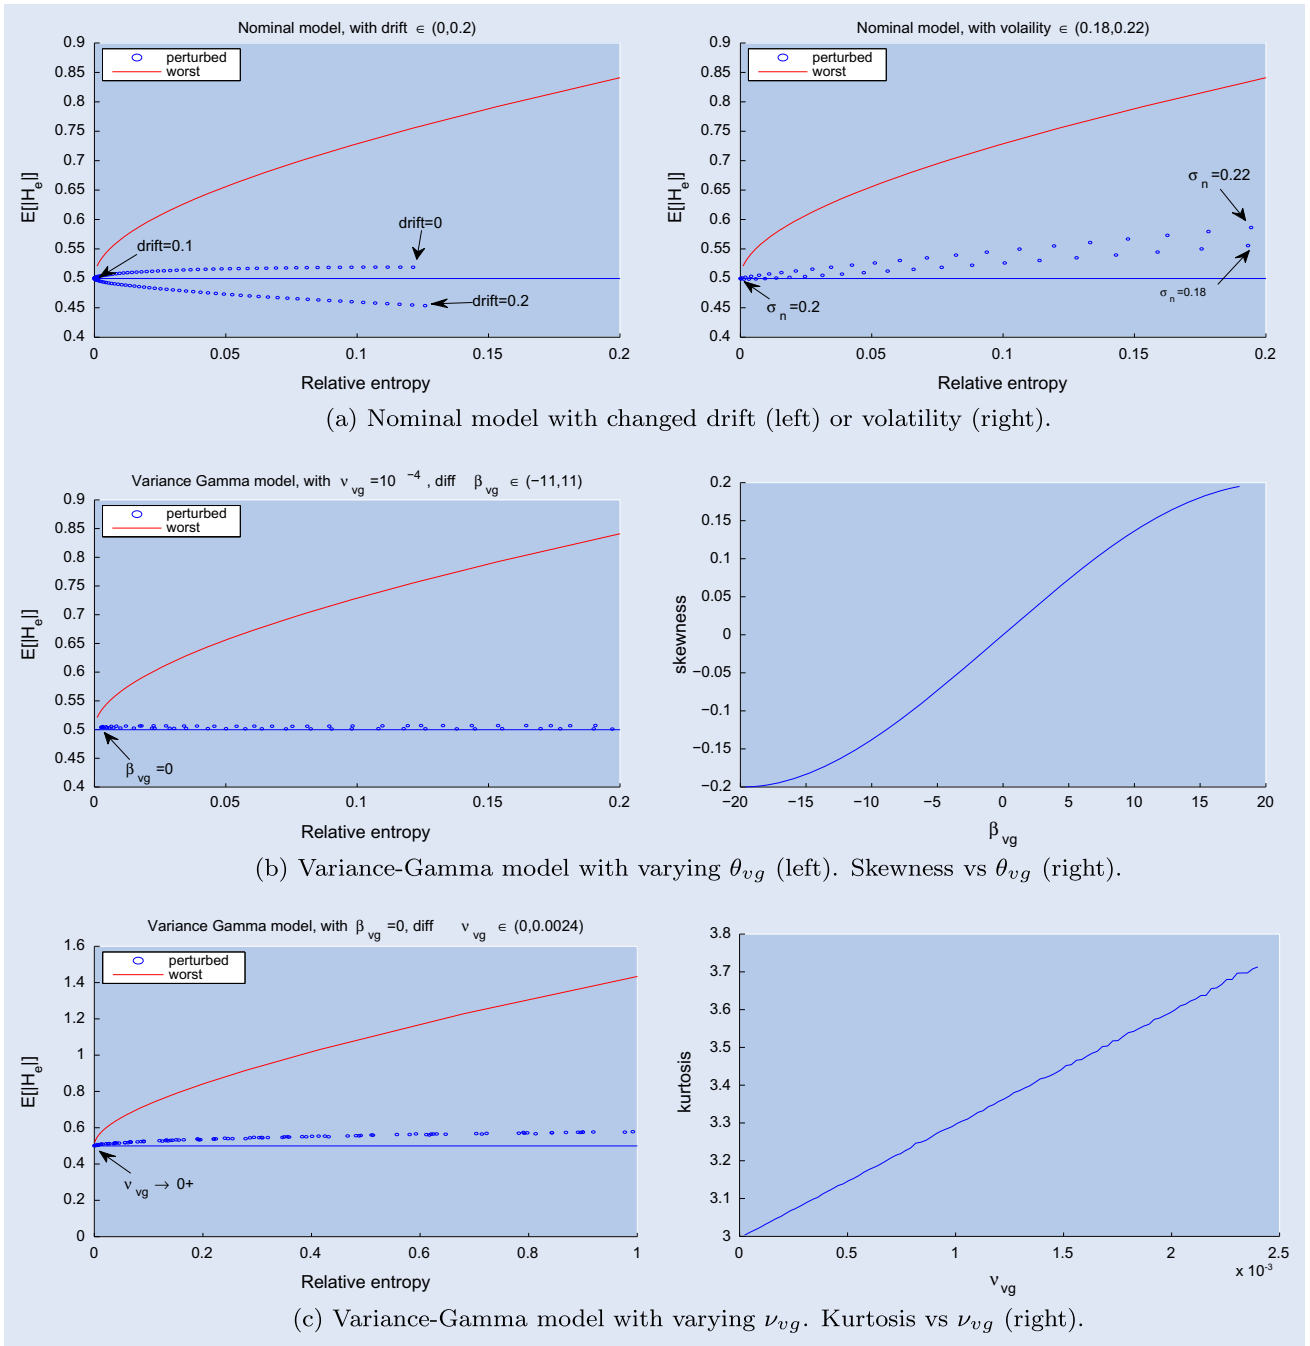 Nominal model, with drift ∈ (0,0.2)
0.9
0.85
0.8
0.75
0.7
0.65
0.6
0.55
0.5
0.45
0.4
E[|H_e|]
perturbed
worst
drift=0.1
drift=0
drift=0.2
0 0.05 0.1 0.15 0.2
Relative entropy
Nominal model, with volaility ∈ (0.18,0.22)
0.9
0.85
0.8
0.75
0.7
0.65
0.6
0.55
0.5
0.45
0.4
E[|H_e|]
perturbed
worst
σ_n=0.22
σ_n=0.18
σ_n=0.2
0 0.05 0.1 0.15 0.2
Relative entropy
(a) Nominal model with changed drift (left) or volatility (right).
Variance Gamma model, with ν_vg =10^−4 , diff β_vg ∈ (−11,11)
0.9
0.85
0.8
0.75
0.7
0.65
0.6
0.55
0.5
0.45
0.4
E[|H_e|]
perturbed
worst
β_vg =0
0 0.05 0.1 0.15 0.2
Relative entropy
0.2
0.15
0.1
0.05
0
−0.05
−0.1
−0.15
−0.2
skewness
−20 −15 −10 −5 0 5 10 15 20
β_vg
(b) Variance-Gamma model with varying θ_vg (left). Skewness vs θ_vg (right).
Variance Gamma model, with β_vg =0, diff ν_vg ∈ (0,0.0024)
1.6
1.4
1.2
1
0.8
0.6
0.4
0.2
0
E[|H_e|]
perturbed
worst
ν_vg → 0+
0 0.2 0.4 0.6 0.8 1
Relative entropy
3.8
3.7
3.6
3.5
3.4
3.3
3.2
3.1
3
kurtosis
0 0.5 1 1.5 2 2.5
x 10^-3
ν_vg
(c) Variance-Gamma model with varying ν_vg. Kurtosis vs ν_vg (right).